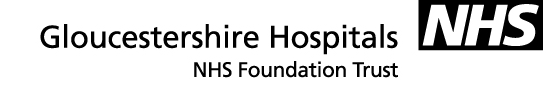 Gloucestershire Hospitals NHS
NHS Foundation Trust